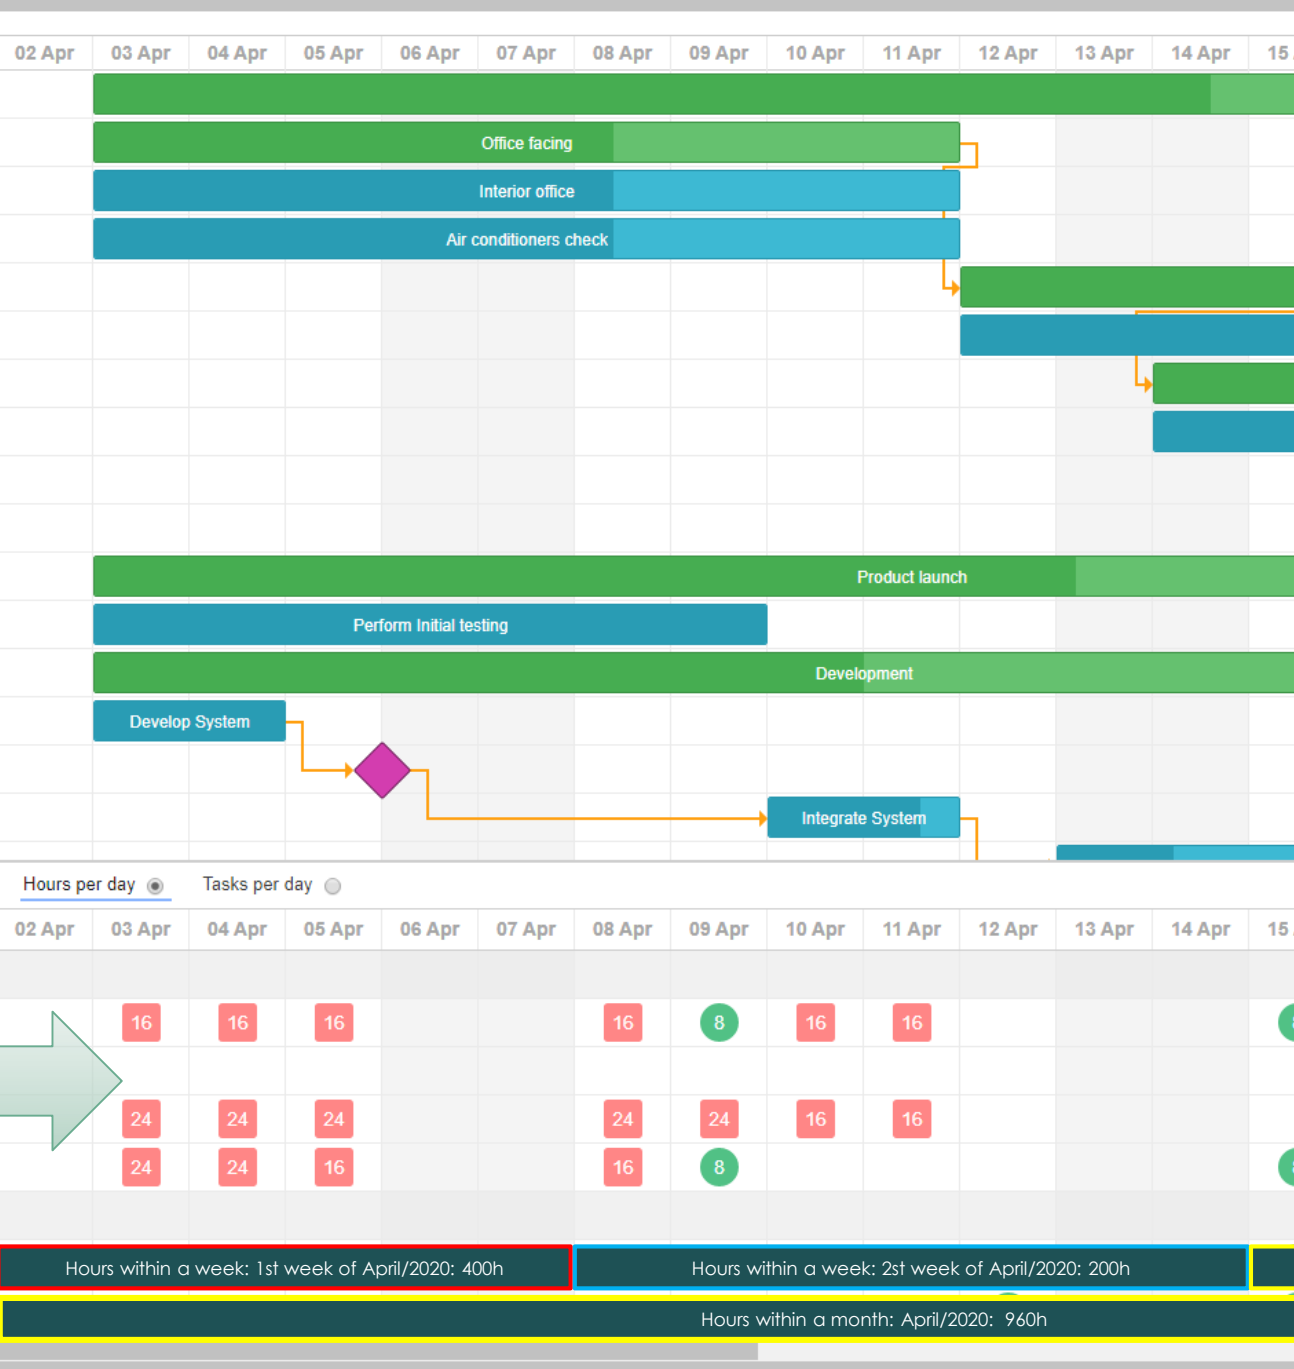 02 Apr 03 Apr 04 Apr 05 Apr 06 Apr 07 Apr 08 Apr 09 Apr 10 Apr 11 Apr 12 Apr 13 Apr 14 Apr 15
Office facing
Interior office
Air conditioners check
Product launch
Perform Initial testing
Development
Develop System
Integrate System
Hours per day Tasks per day
02 Apr 03 Apr 04 Apr 05 Apr 06 Apr 07 Apr 08 Apr 09 Apr 10 Apr 11 Apr 12 Apr 13 Apr 14 Apr 15
16 16 16 16 8 16 16
24 24 24 24 24 16 16
24 24 16 16 8
Hours within a week: 1st week of April/2020: 400h Hours within a week: 2st week of April/2020: 200h
Hours within a month: April/2020: 960h